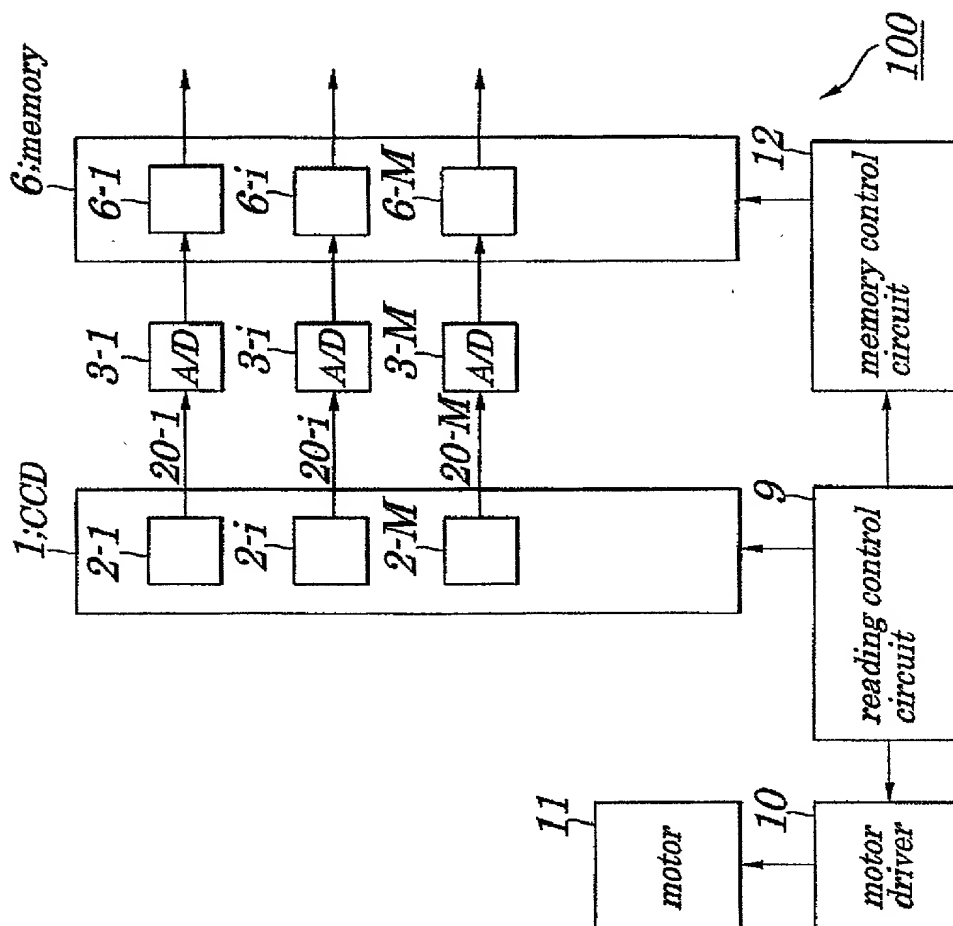 6;memory
6-1
6-i
6-M
3-1
A/D
3-i
A/D
3-M
A/D
20-1
20-i
20-M
1;CCD
2-1
2-i
2-M
100
12
memory control
circuit
9
reading control
circuit
10
motor
driver
11
motor